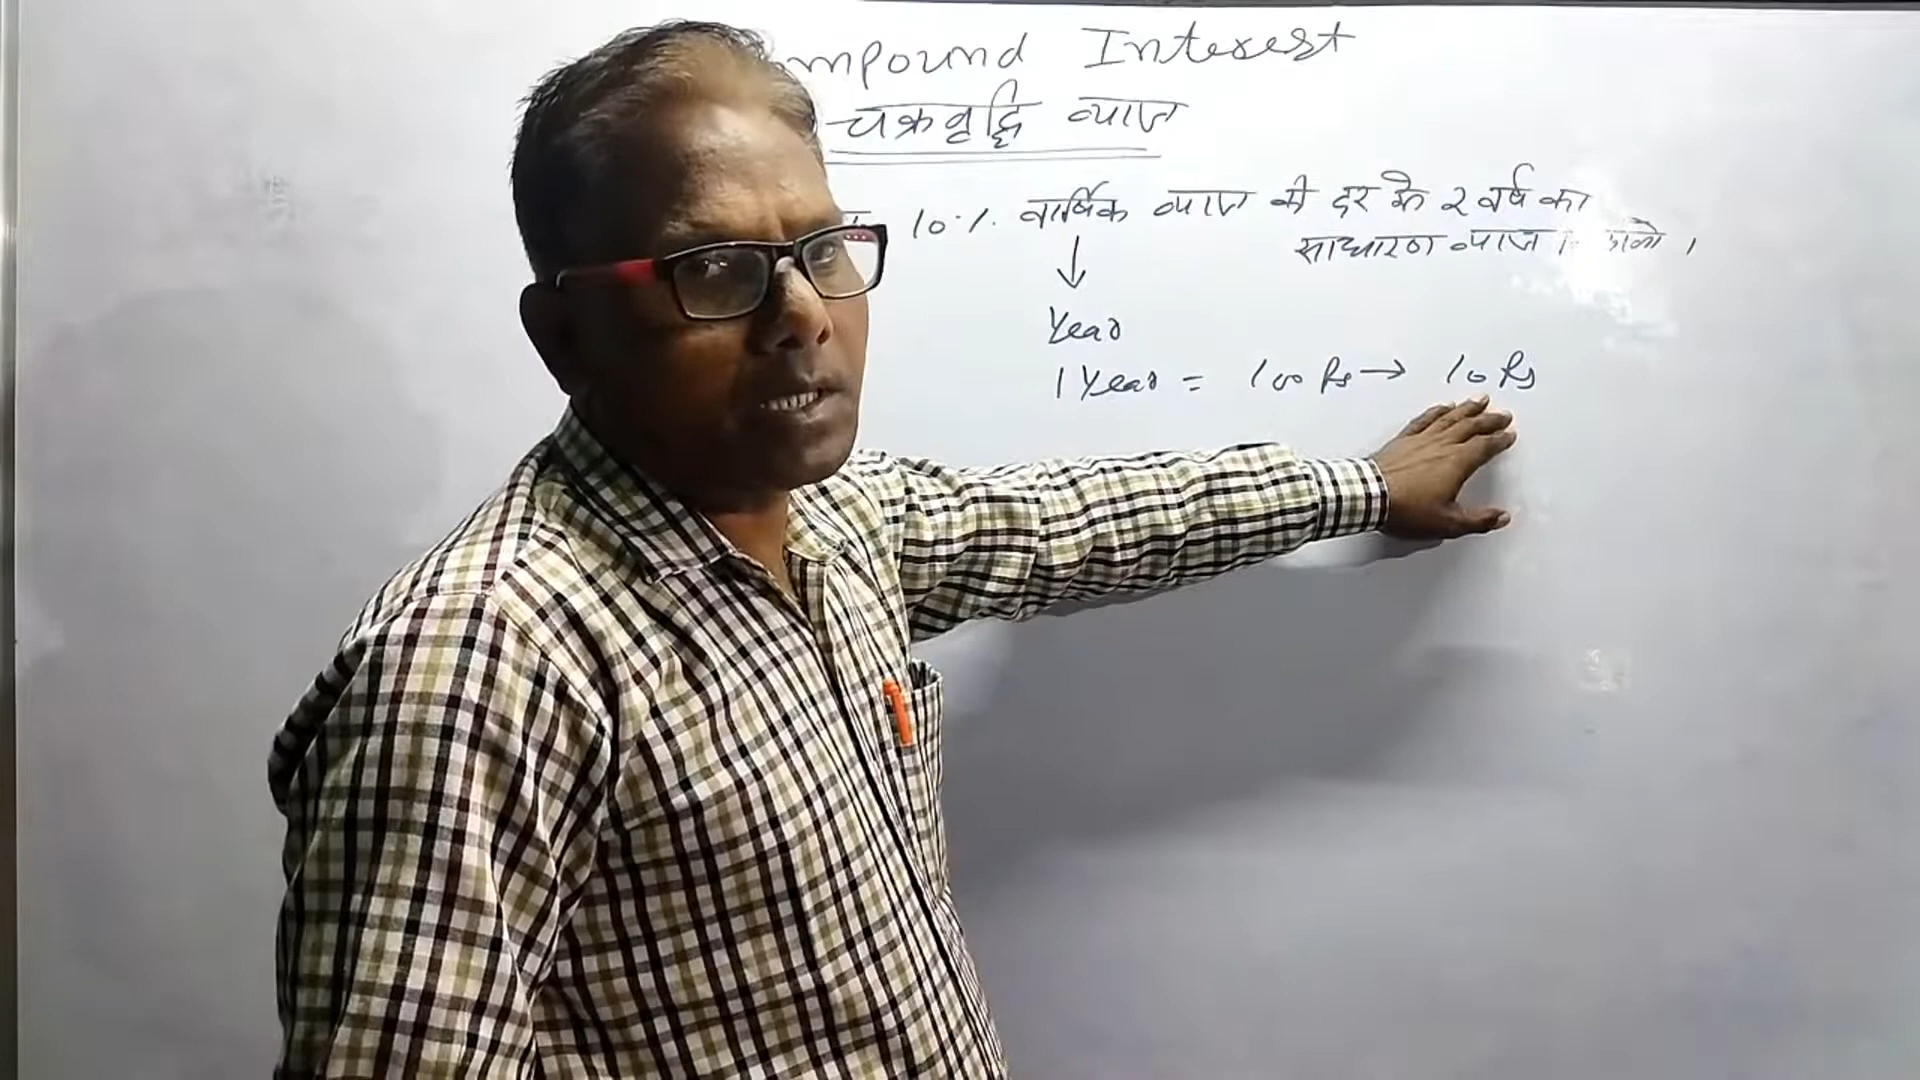 mpound Interest
चक्रवृद्धि ब्याज
10% वार्षिक ब्याज की दर से 2 वर्ष का
साधारण ब्याज
Year
1 Year = 100 Rs → 10 Rs